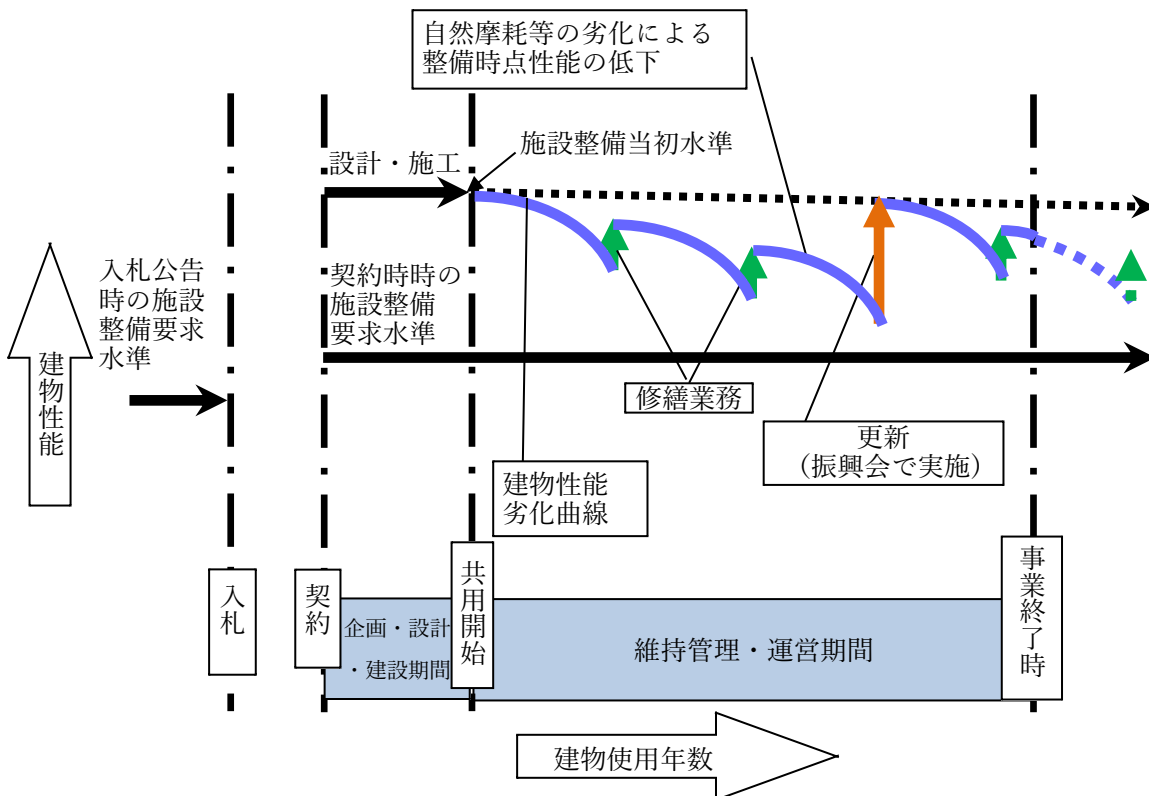 自然摩耗等の劣化による
整備時点性能の低下
施設整備当初水準
設計・施工
入札公告
時の施設
整備要求
水準
契約時時の
施設整備
要求水準
建物性能
修繕業務
更新
(振興会で実施)
建物性能
劣化曲線
入札
契約
共用開始
事業終了時
企画・設計
・建設期間
維持管理・運営期間
建物使用年数